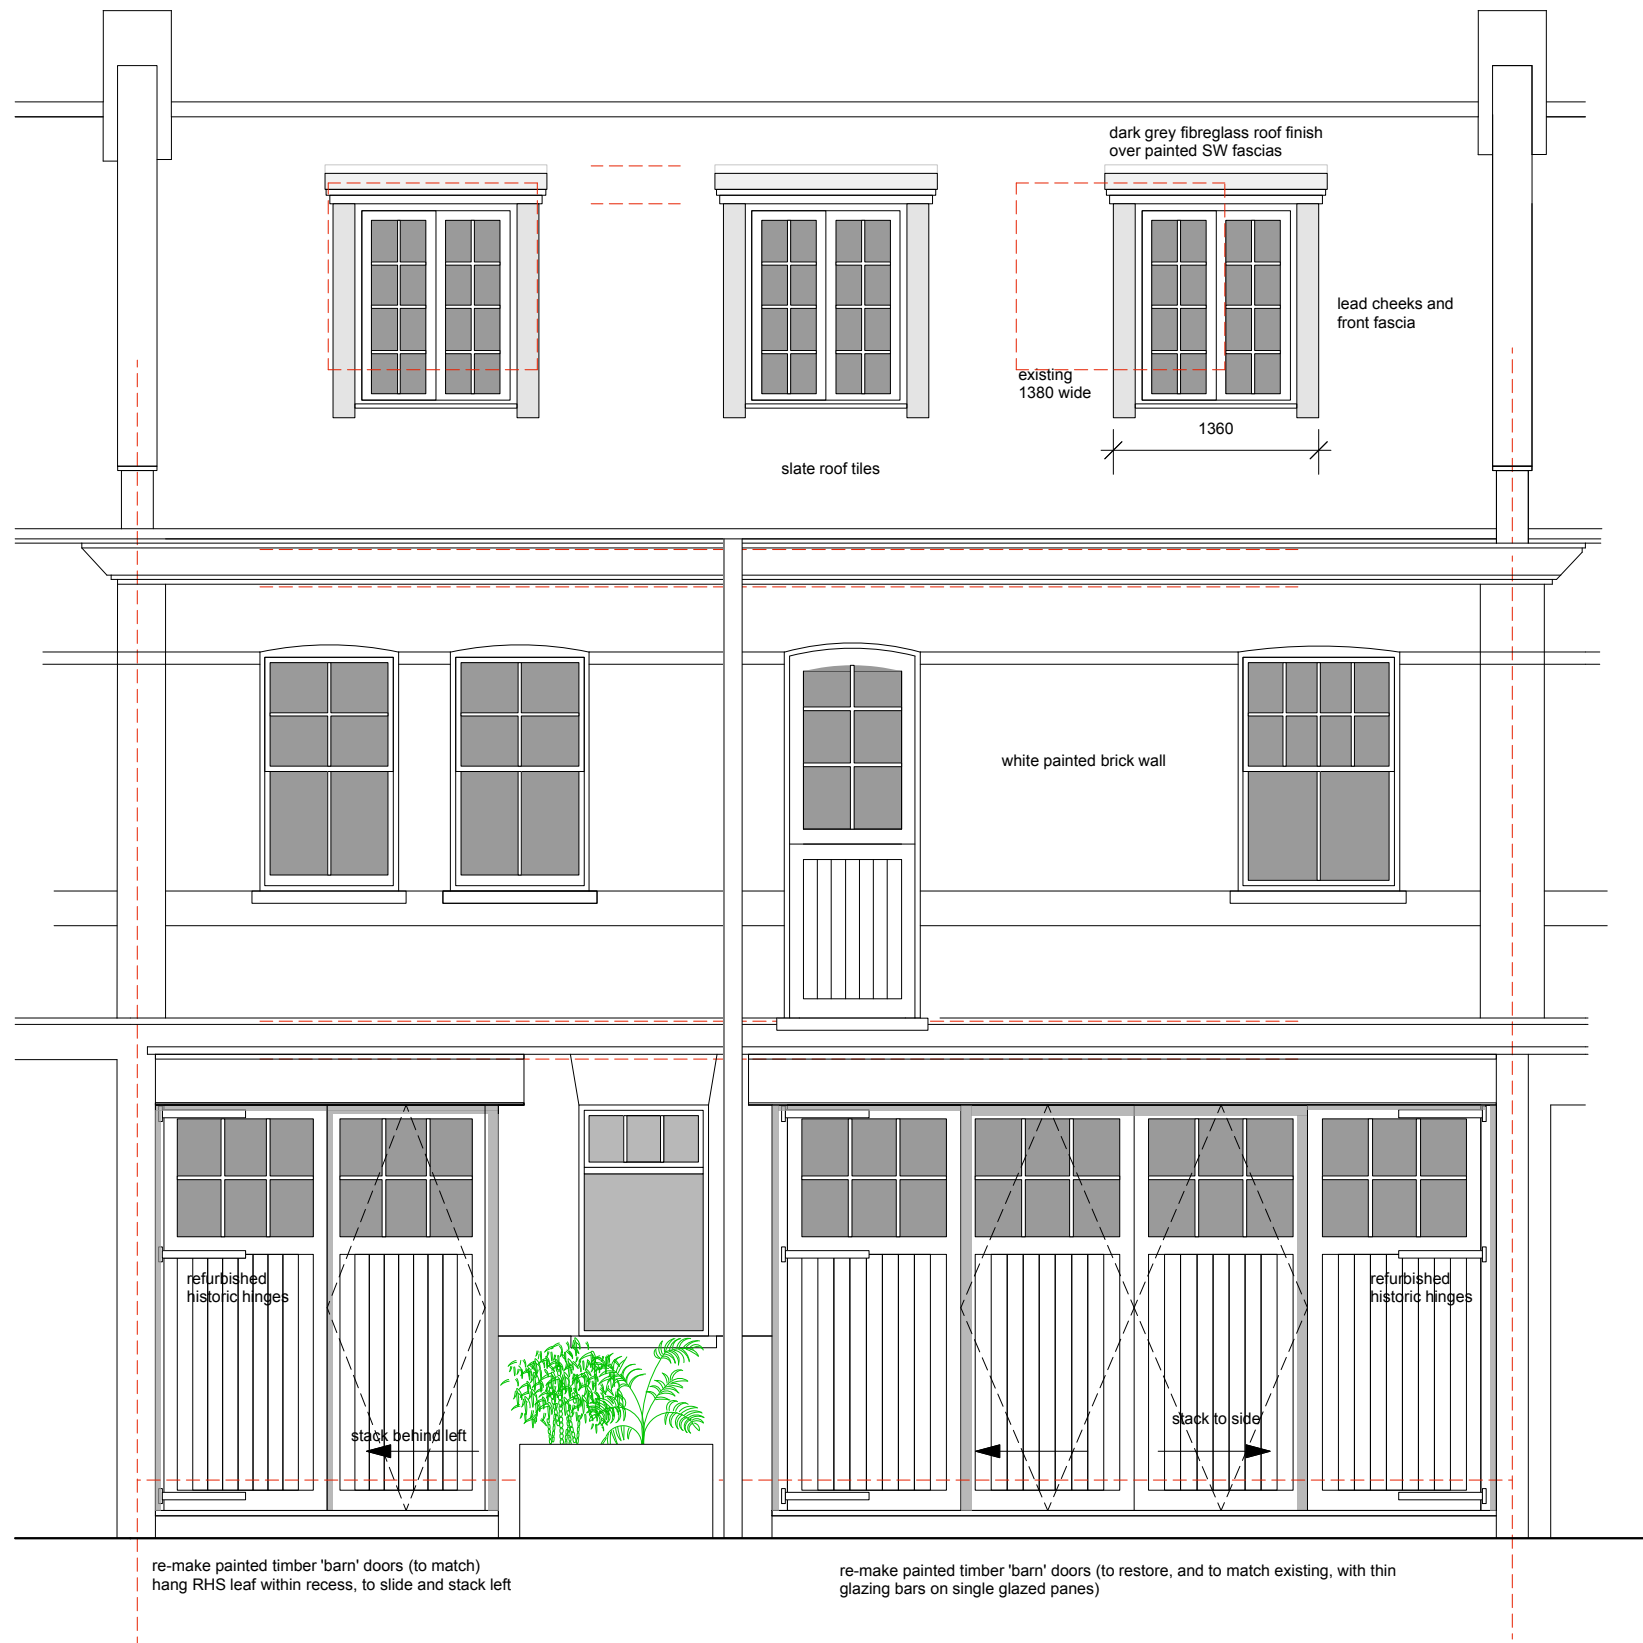 dark grey fibreglass roof finish
over painted SW fascias
lead cheeks and
front fascia
existing
1380 wide
1360
slate roof tiles
white painted brick wall
refurbished
historic hinges
refurbished
historic hinges
stack behind left
stack to side
re-make painted timber 'barn' doors (to match)
hang RHS leaf within recess, to slide and stack left
re-make painted timber 'barn' doors (to restore, and to match existing, with thin
glazing bars on single glazed panes)